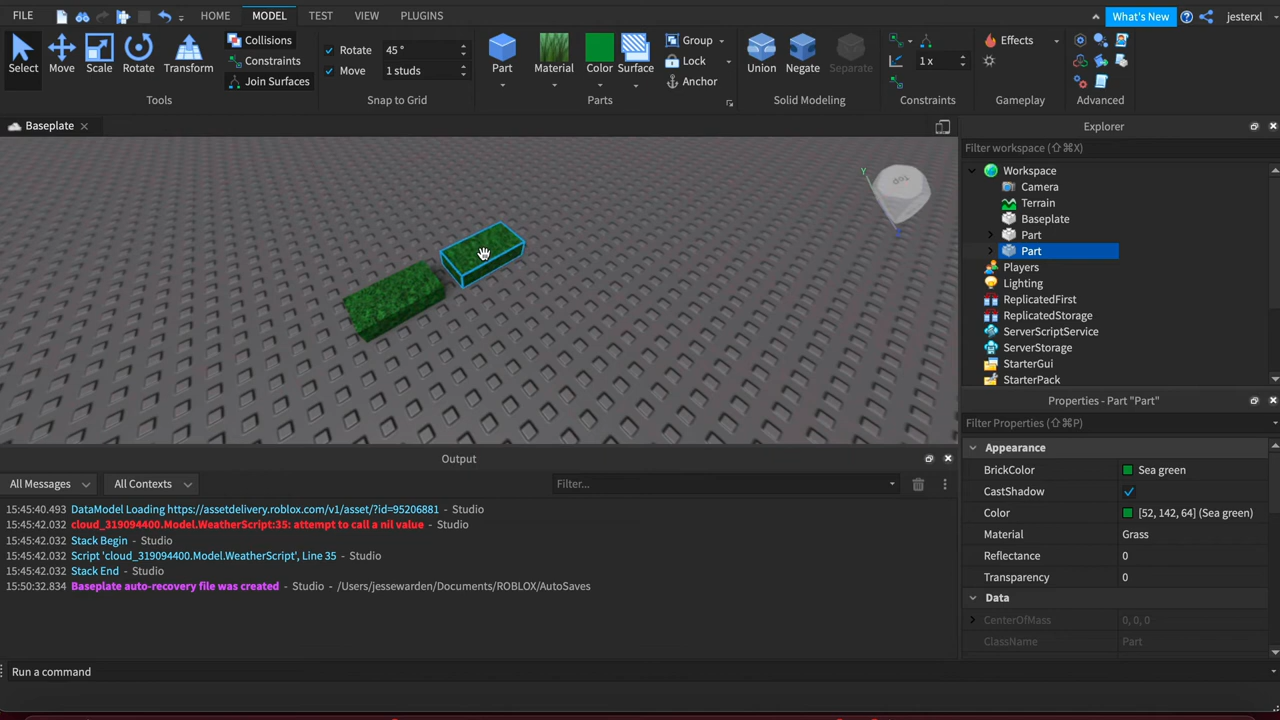 FILE HOME MODEL TEST VIEW PLUGINS What's New jesterxl
Select Move Scale Rotate Transform
Collisions
Constraints
Join Surfaces
Tools
Rotate 45 °
Move 1 studs
Snap to Grid
Part Material Color Surface
Group
Lock
Anchor
Parts
Union Negate Separate
Solid Modeling
1 x
Constraints
Effects
Gameplay
Advanced
Baseplate
TOP
Y
Z
Explorer
Filter workspace (⇧⌘X)
Workspace
Camera
Terrain
Baseplate
Part
Part
Players
Lighting
ReplicatedFirst
ReplicatedStorage
ServerScriptService
ServerStorage
StarterGui
StarterPack
Properties - Part "Part"
Filter Properties (⇧⌘P)
Appearance
BrickColor Sea green
CastShadow
Color [52, 142, 64] (Sea green)
Material Grass
Reflectance 0
Transparency 0
Data
CenterOfMass 0, 0, 0
ClassName Part
Output
All Messages All Contexts Filter...
15:45:40.493 DataModel Loading https://assetdelivery.roblox.com/v1/asset/?id=95206881 - Studio
15:45:42.032 cloud_319094400.Model.WeatherScript:35: attempt to call a nil value - Studio
15:45:42.032 Stack Begin - Studio
15:45:42.032 Script 'cloud_319094400.Model.WeatherScript', Line 35 - Studio
15:45:42.032 Stack End - Studio
15:50:32.834 Baseplate auto-recovery file was created - Studio - /Users/jessewarden/Documents/ROBLOX/AutoSaves
Run a command